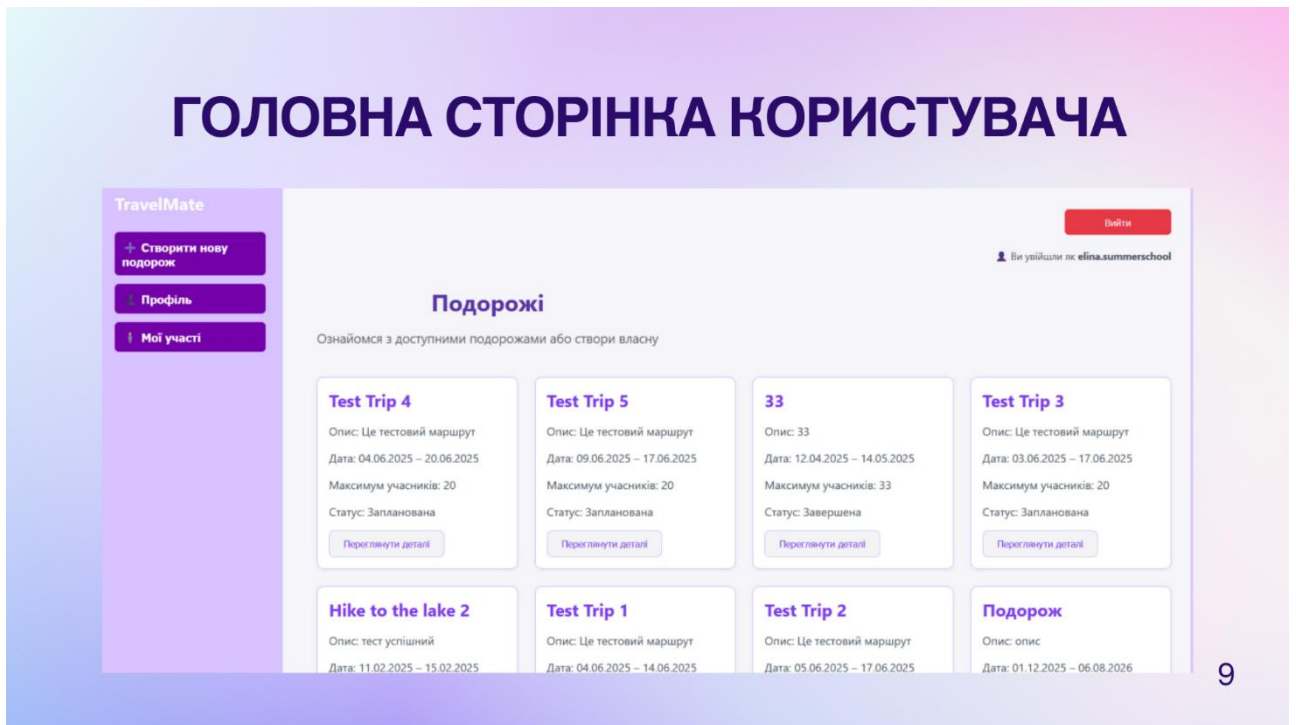 ГОЛОВНА СТОРІНКА КОРИСТУВАЧА
TravelMate
+ Створити нову
подорож
Профіль
Мої участі
Вийти
Ви увійшли як elina.summerschool
Подорожі
Ознайомся з доступними подорожами або створи власну
Test Trip 4
Опис: Це тестовий маршрут
Дата: 04.06.2025 – 20.06.2025
Максимум учасників: 20
Статус: Запланована
Переглянути деталі
Test Trip 5
Опис: Це тестовий маршрут
Дата: 09.06.2025 – 17.06.2025
Максимум учасників: 20
Статус: Запланована
Переглянути деталі
33
Опис: 33
Дата: 12.04.2025 – 14.05.2025
Максимум учасників: 33
Статус: Завершена
Переглянути деталі
Test Trip 3
Опис: Це тестовий маршрут
Дата: 03.06.2025 – 17.06.2025
Максимум учасників: 20
Статус: Запланована
Переглянути деталі
Hike to the lake 2
Опис: тест успішний
Дата: 11.02.2025 – 15.02.2025
Test Trip 1
Опис: Це тестовий маршрут
Дата: 04.06.2025 – 14.06.2025
Test Trip 2
Опис: Це тестовий маршрут
Дата: 05.06.2025 – 17.06.2025
Подорож
Опис: опис
Дата: 01.12.2025 – 06.08.2026
9